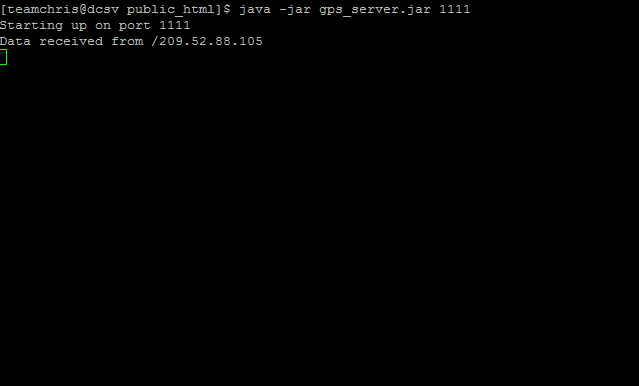 [teamchris@dcsv public_html]$ java -jar gps_server.jar 1111
Starting up on port 1111
Data received from /209.52.88.105